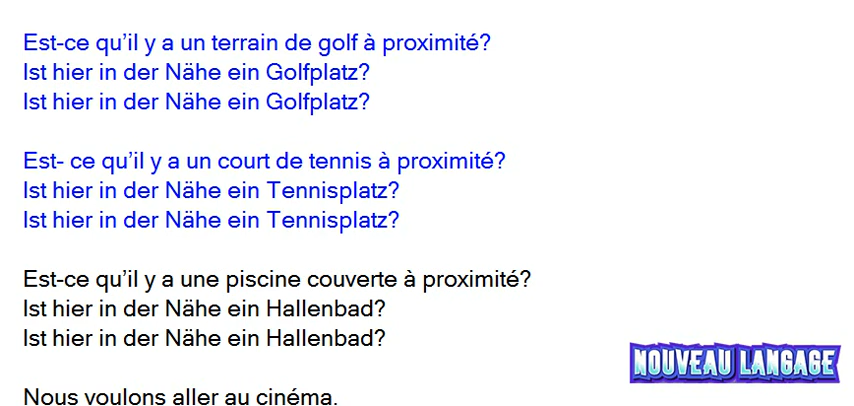 Est-ce qu’il y a un terrain de golf à proximité?
Ist hier in der Nähe ein Golfplatz?
Ist hier in der Nähe ein Golfplatz?
Est- ce qu’il y a un court de tennis à proximité?
Ist hier in der Nähe ein Tennisplatz?
Ist hier in der Nähe ein Tennisplatz?
Est-ce qu’il y a une piscine couverte à proximité?
Ist hier in der Nähe ein Hallenbad?
Ist hier in der Nähe ein Hallenbad?
NOUVEAU LANGAGE
Nous voulons aller au cinéma.